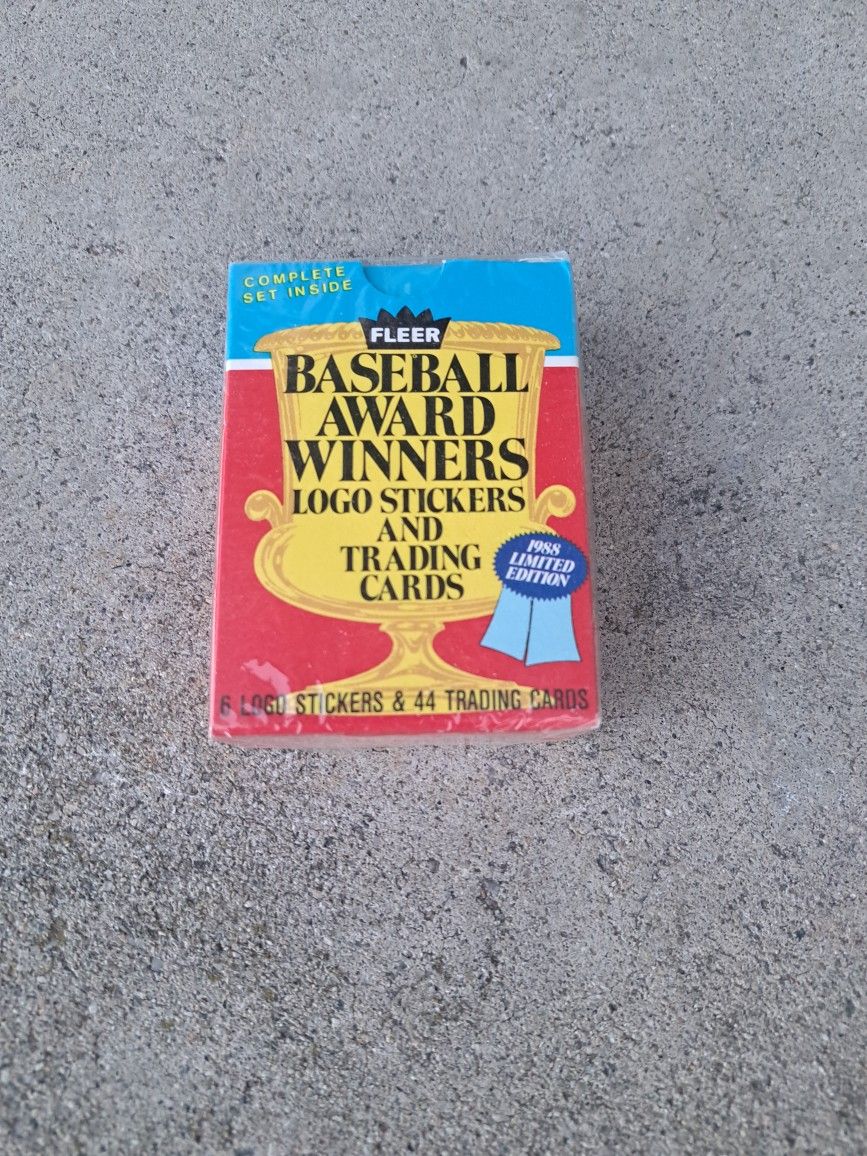 COMPLETE
SET INSIDE
FLEER
BASEBALL
AWARD
WINNERS
LOGO STICKERS
AND
TRADING
CARDS
1988
LIMITED
EDITION
6 LOGO STICKERS & 44 TRADING CARDS